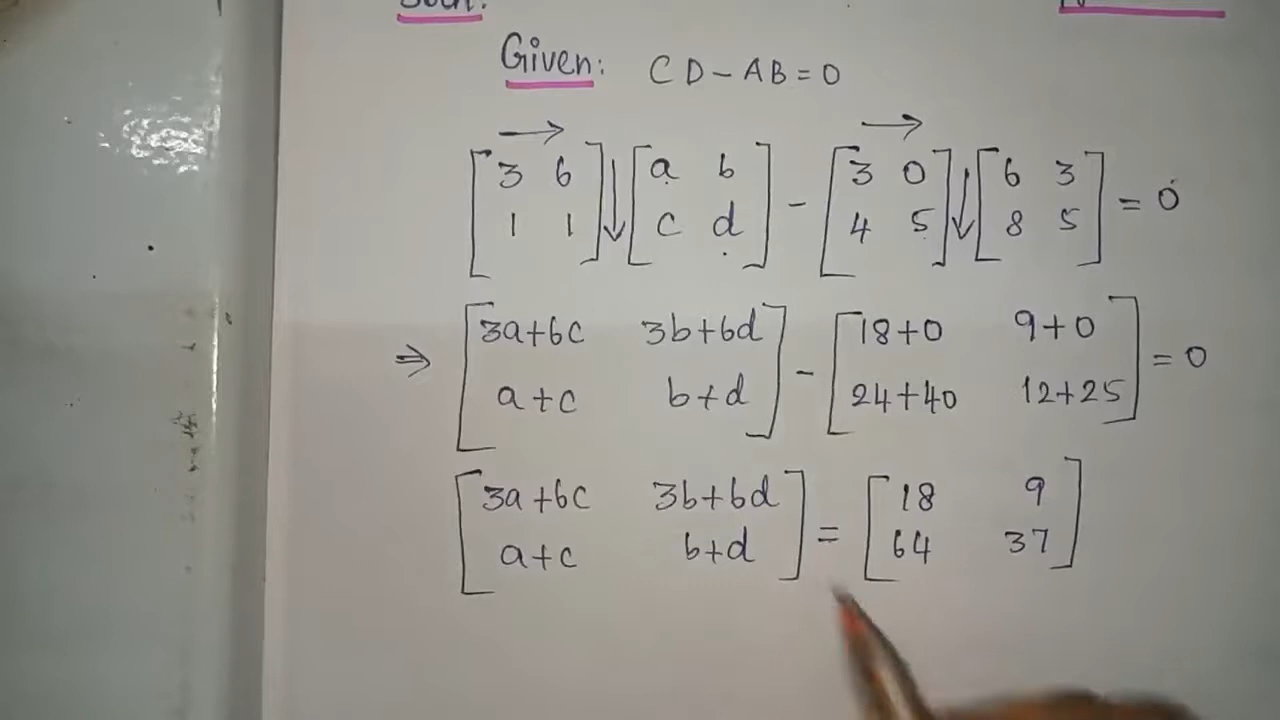 Soln:
Given: CD - AB = 0
[3 6] [a b] - [3 0] [6 3] = 0
[1 1] [c d] [4 5] [8 5]
⇒ [3a+6c 3b+6d] - [18+0 9+0] = 0
[a+c b+d] [24+40 12+25]
[3a+6c 3b+6d] = [18 9]
[a+c b+d] [64 37]